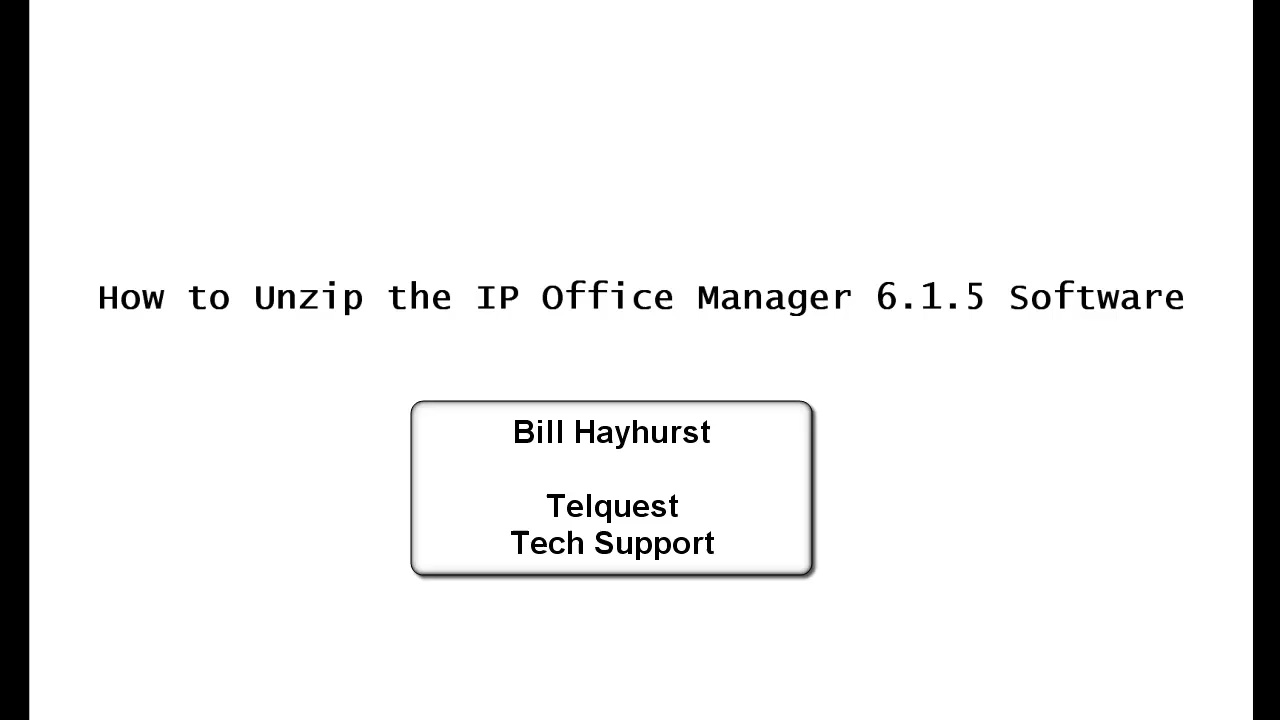 How to Unzip the IP Office Manager 6.1.5 Software
Bill Hayhurst
Telquest
Tech Support